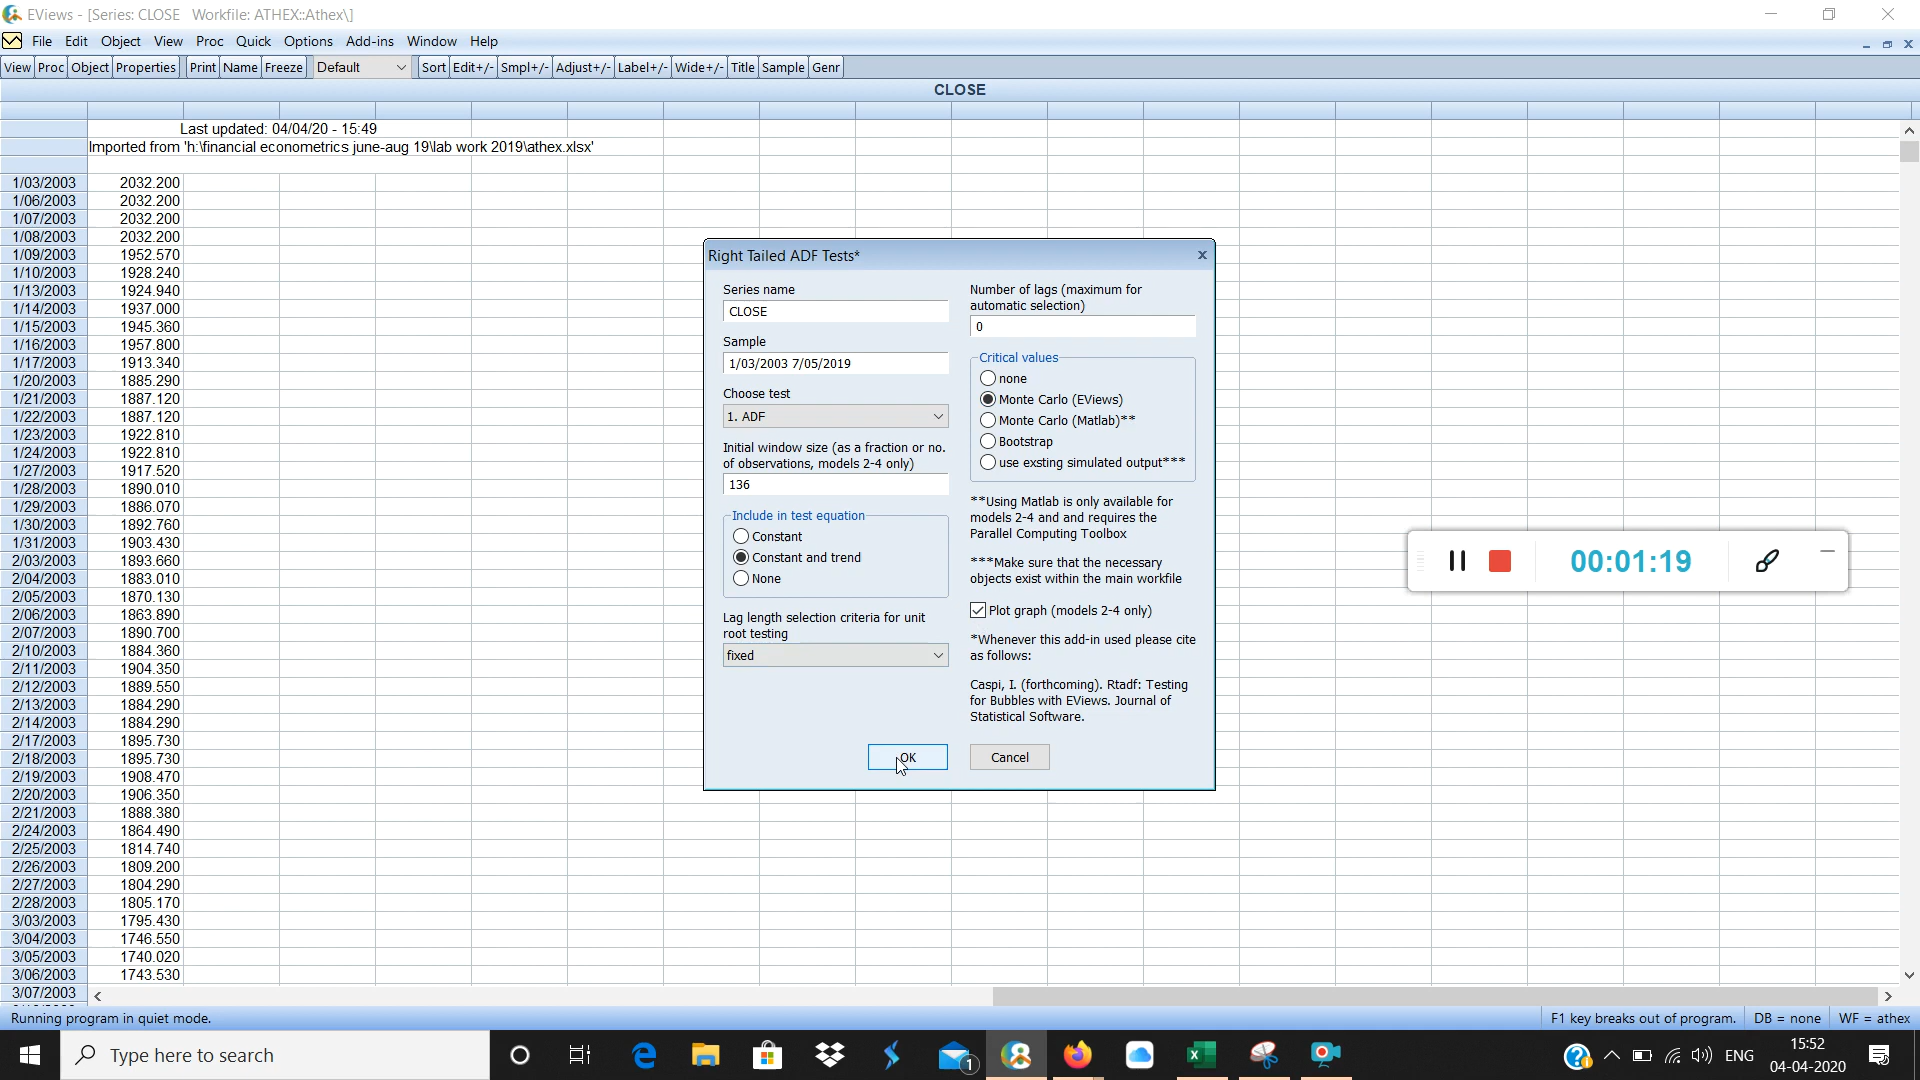 EViews - [Series: CLOSE   Workfile: ATHEX::Athex\]
File Edit Object View Proc Quick Options Add-ins Window Help
View Proc Object Properties Print Name Freeze Default Sort Edit+/- Smpl+/- Adjust+/- Label+/- Wide+/- Title Sample Genr
CLOSE
Last updated: 04/04/20 - 15:49
Imported from 'h:\financial econometrics june-aug 19\lab work 2019\athex.xlsx'
1/03/2003 2032.200
1/06/2003 2032.200
1/07/2003 2032.200
1/08/2003 2032.200
1/09/2003 1952.570
1/10/2003 1928.240
1/13/2003 1924.940
1/14/2003 1937.000
1/15/2003 1945.360
1/16/2003 1957.800
1/17/2003 1913.340
1/20/2003 1885.290
1/21/2003 1887.120
1/22/2003 1887.120
1/23/2003 1922.810
1/24/2003 1922.810
1/27/2003 1917.520
1/28/2003 1890.010
1/29/2003 1886.070
1/30/2003 1892.760
1/31/2003 1903.430
2/03/2003 1893.660
2/04/2003 1883.010
2/05/2003 1870.130
2/06/2003 1863.890
2/07/2003 1890.700
2/10/2003 1884.360
2/11/2003 1904.350
2/12/2003 1889.550
2/13/2003 1884.290
2/14/2003 1884.290
2/17/2003 1895.730
2/18/2003 1895.730
2/19/2003 1908.470
2/20/2003 1906.350
2/21/2003 1888.380
2/24/2003 1864.490
2/25/2003 1814.740
2/26/2003 1809.200
2/27/2003 1804.290
2/28/2003 1805.170
3/03/2003 1795.430
3/04/2003 1746.550
3/05/2003 1740.020
3/06/2003 1743.530
3/07/2003
Right Tailed ADF Tests*
x
Series name
CLOSE
Sample
1/03/2003 7/05/2019
Choose test
1. ADF
Initial window size (as a fraction or no.
of observations, models 2-4 only)
136
Include in test equation
Constant
Constant and trend
None
Lag length selection criteria for unit
root testing
fixed
Number of lags (maximum for
automatic selection)
0
Critical values
none
Monte Carlo (EViews)
Monte Carlo (Matlab)**
Bootstrap
use exsting simulated output***
**Using Matlab is only available for
models 2-4 and and requires the
Parallel Computing Toolbox
***Make sure that the necessary
objects exist within the main workfile
Plot graph (models 2-4 only)
*Whenever this add-in used please cite
as follows:
Caspi, I. (forthcoming). Rtadf: Testing
for Bubbles with EViews. Journal of
Statistical Software.
OK Cancel
00:01:19
Running program in quiet mode. F1 key breaks out of program. DB = none WF = athex
Type here to search
1
ENG
15:52
04-04-2020